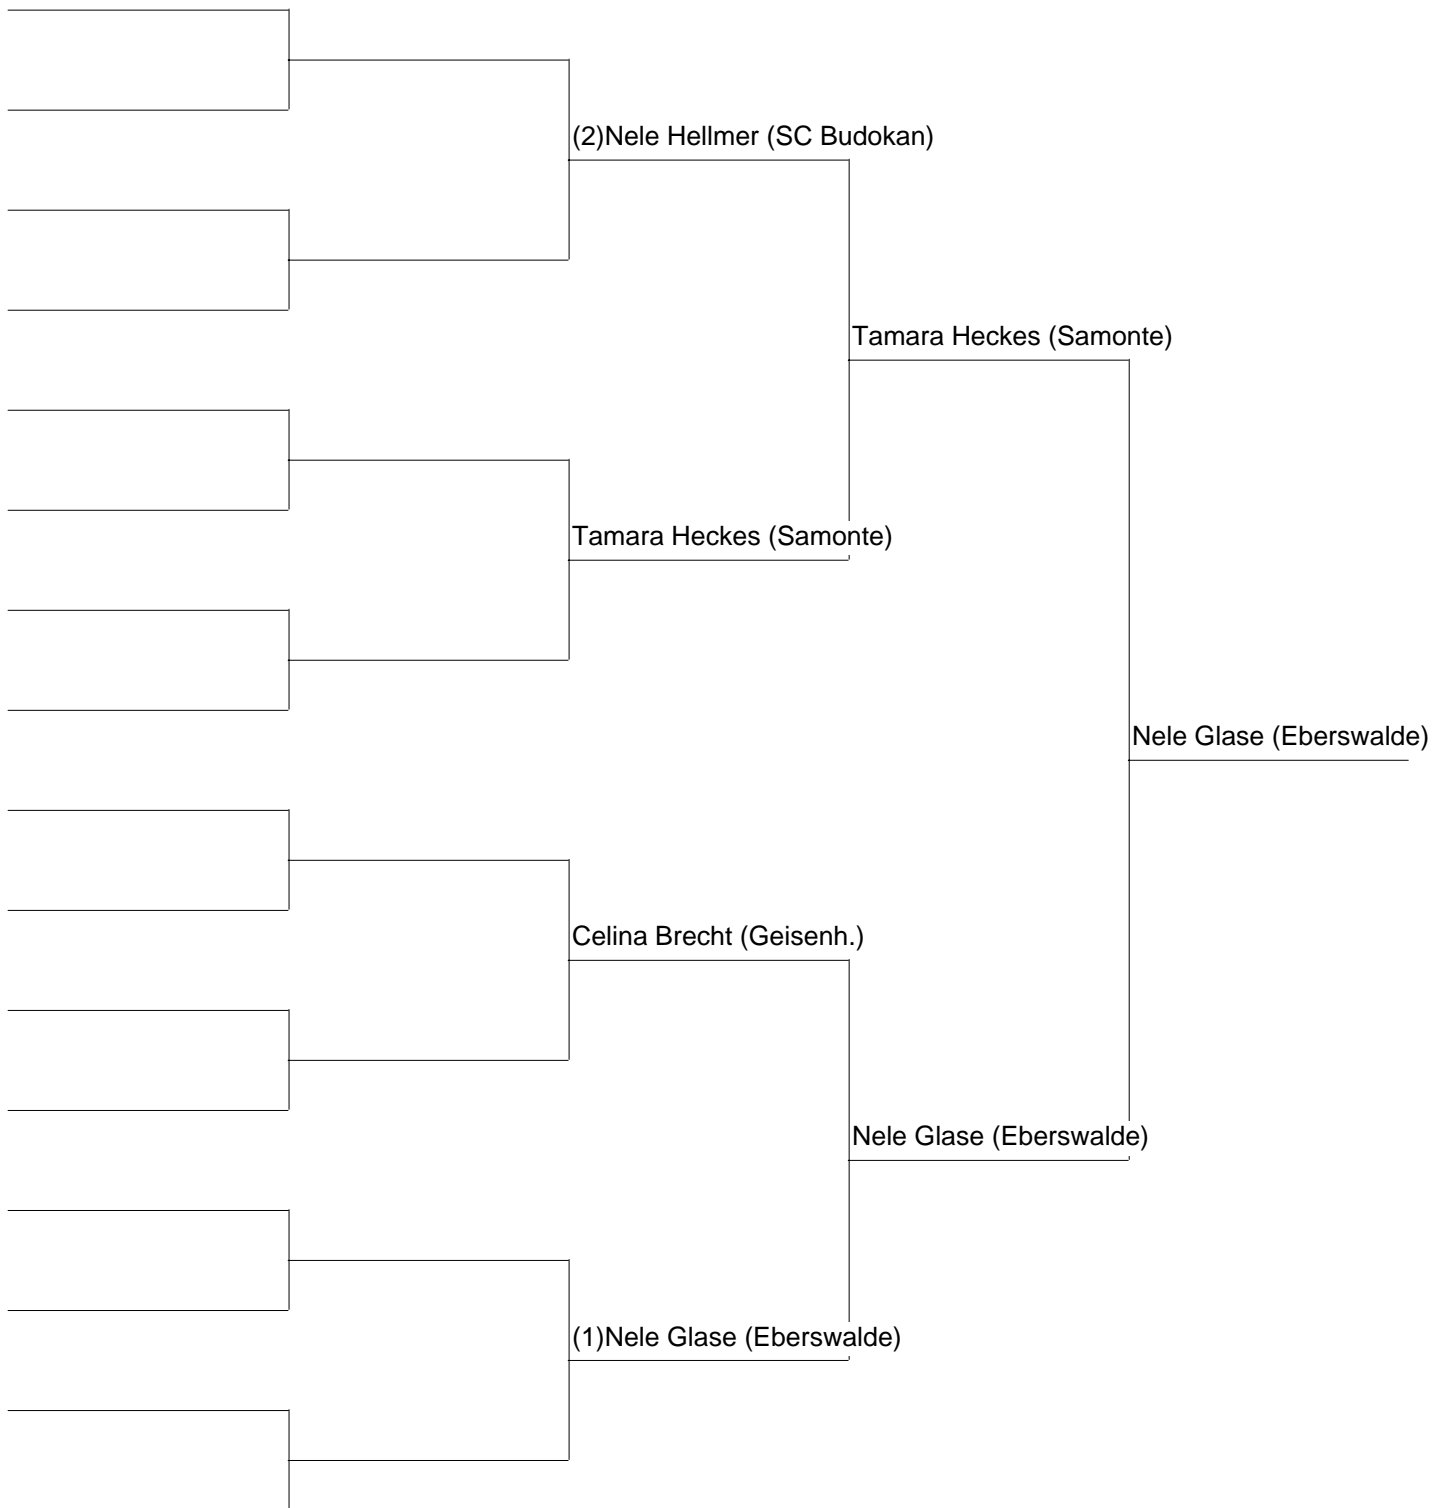 (2)Nele Hellmer (SC Budokan)
Tamara Heckes (Samonte)
Tamara Heckes (Samonte)
Nele Glase (Eberswalde)
Celina Brecht (Geisenh.)
Nele Glase (Eberswalde)
(1)Nele Glase (Eberswalde)